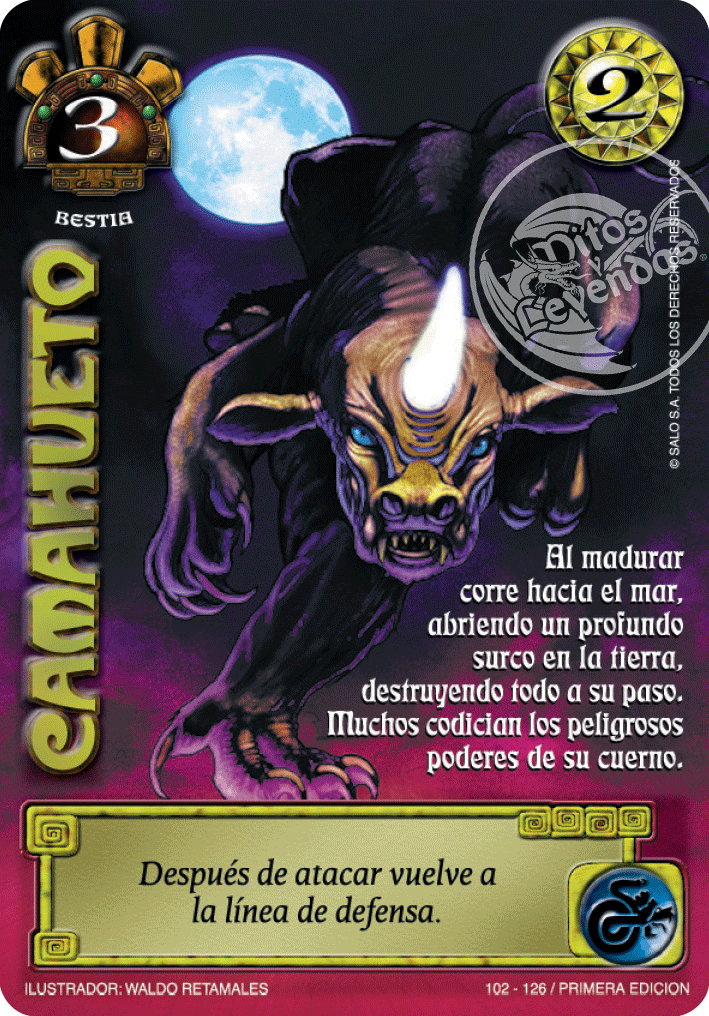 3
2
BESTIA
Mitos
y
Leyendas
®
© SALO S.A. TODOS LOS DERECHOS RESERVADOS
CAMAHUETO
Al madurar
corre hacia el mar,
abriendo un profundo
surco en la tierra,
destruyendo todo a su paso.
Muchos codician los peligrosos
poderes de su cuerno.
Después de atacar vuelve a
la línea de defensa.
ILUSTRADOR: WALDO RETAMALES
102 - 126 / PRIMERA EDICION